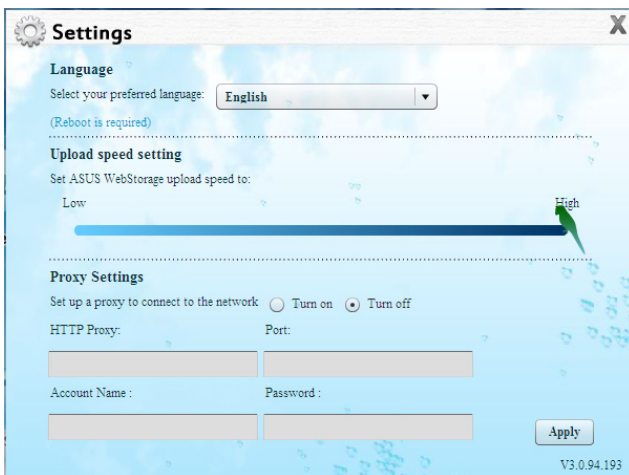 Settings
X
Language
Select your preferred language: English
(Reboot is required)
Upload speed setting
Set ASUS WebStorage upload speed to:
Low High
Proxy Settings
Set up a proxy to connect to the network Turn on Turn off
HTTP Proxy: Port:
Account Name : Password :
Apply
V3.0.94.193